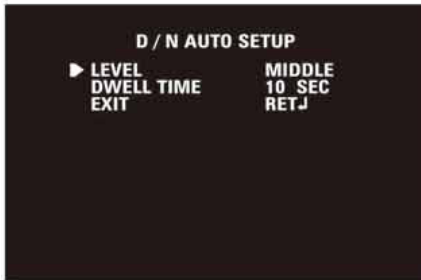 D / N AUTO SETUP
LEVEL MIDDLE
DWELL TIME 10 SEC
EXIT RET↲